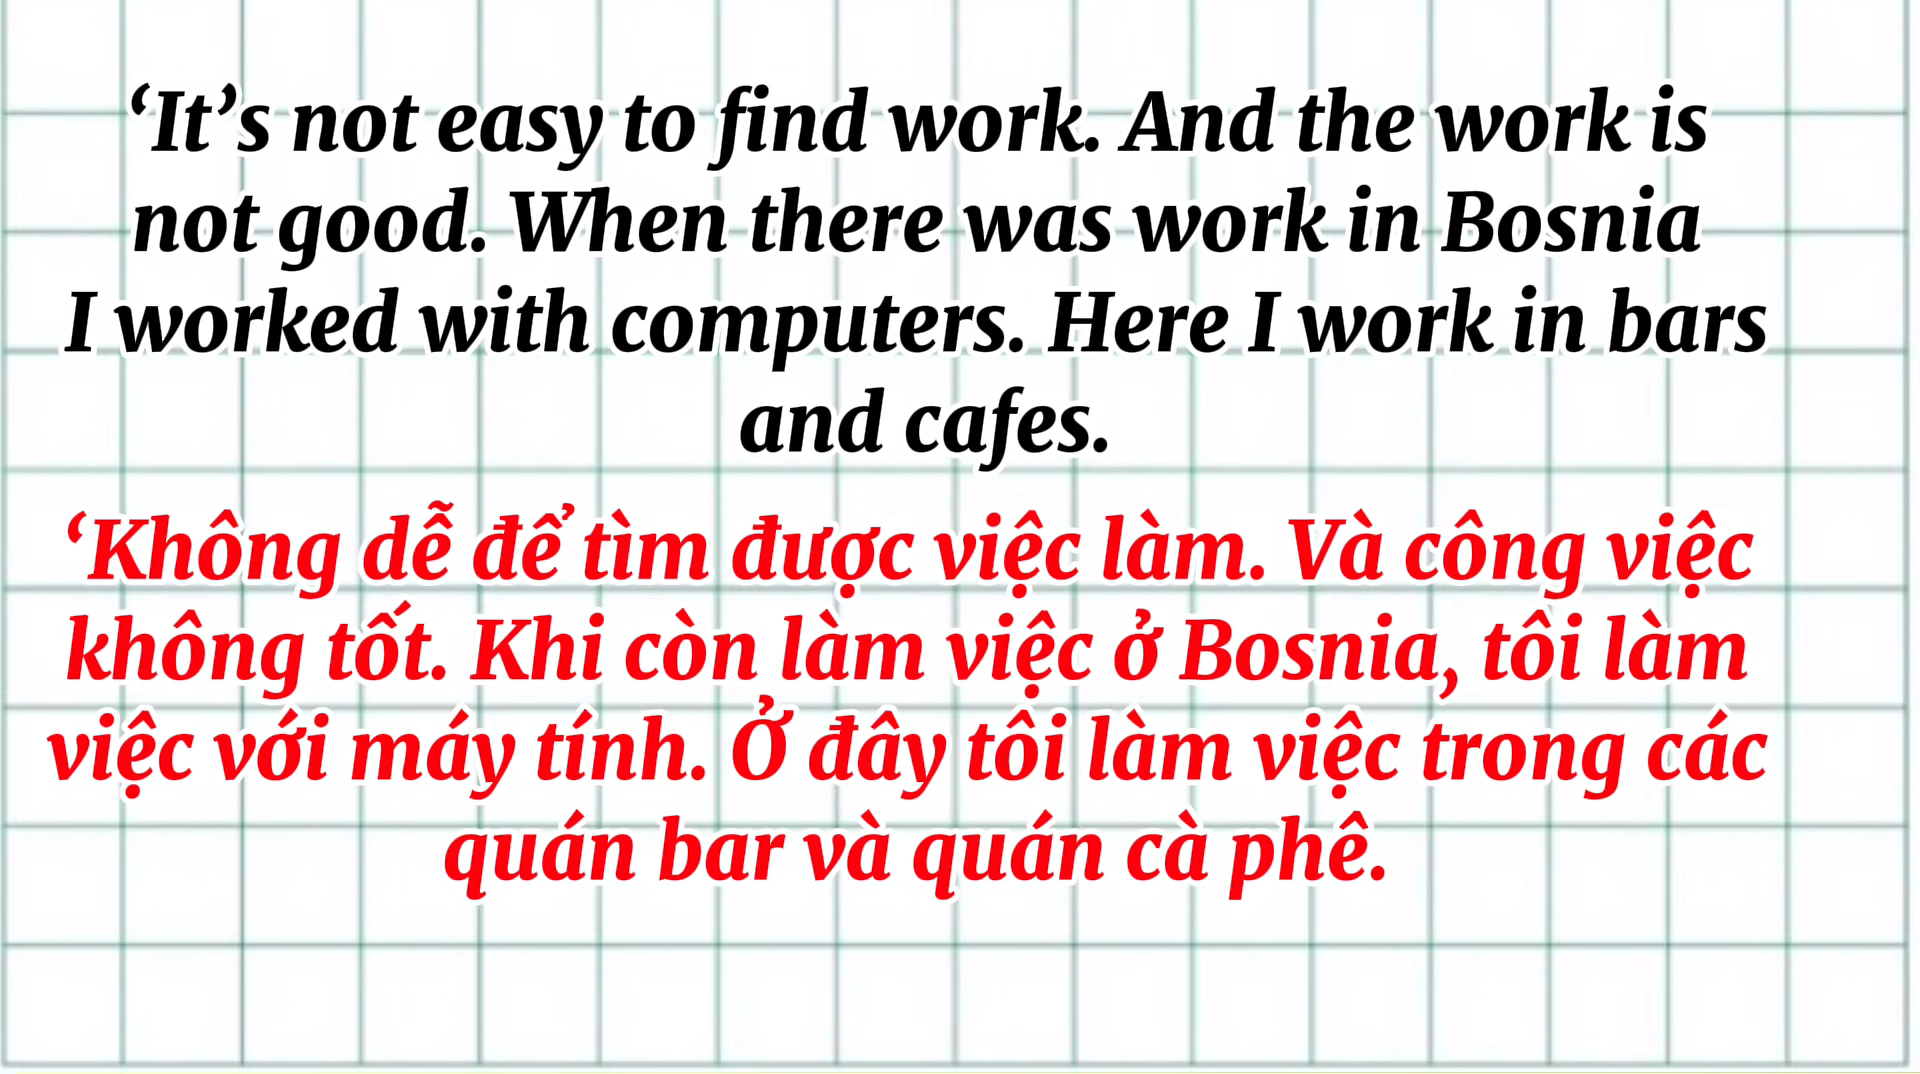 ‘It’s not easy to find work. And the work is
not good. When there was work in Bosnia
I worked with computers. Here I work in bars
and cafes.
‘Không dễ để tìm được việc làm. Và công việc
không tốt. Khi còn làm việc ở Bosnia, tôi làm
việc với máy tính. Ở đây tôi làm việc trong các
quán bar và quán cà phê.